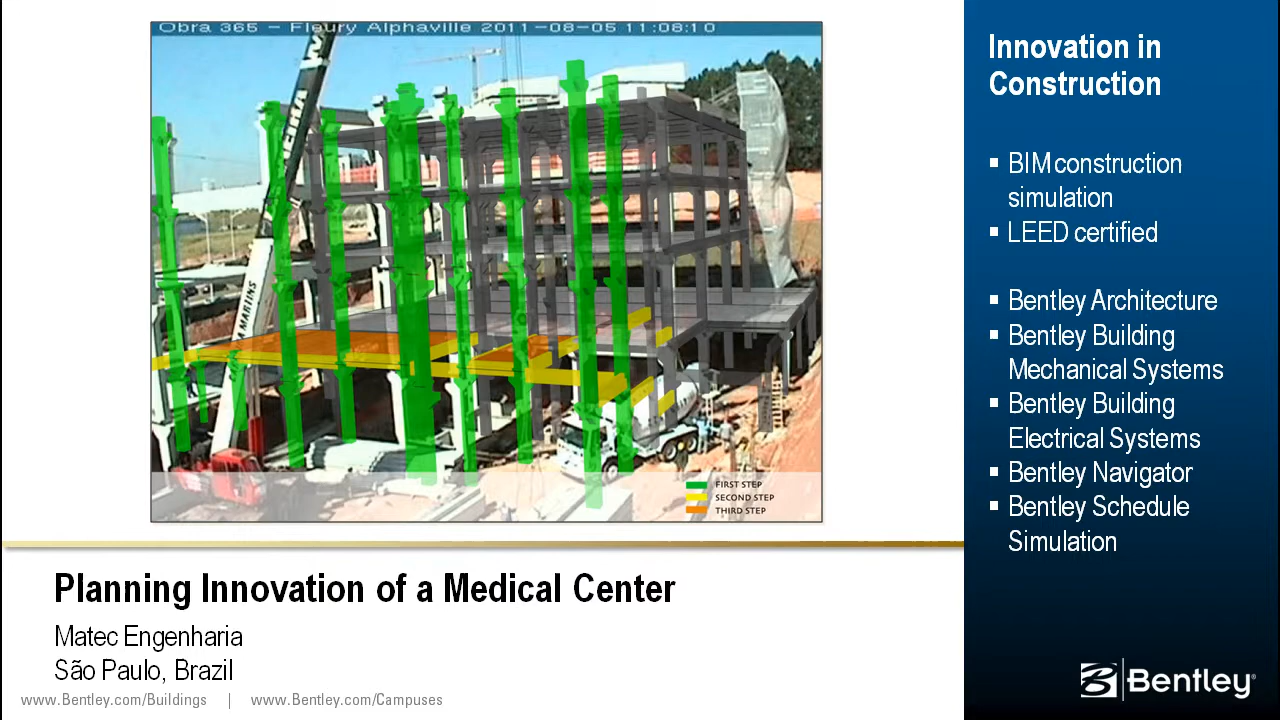 Obra 365 - Fleury Alphaville 2011-08-05 11:08:10
A MARTINS
FIRST STEP
SECOND STEP
THIRD STEP
Planning Innovation of a Medical Center
Matec Engenharia
São Paulo, Brazil
www.Bentley.com/Buildings | www.Bentley.com/Campuses
Innovation in
Construction
▪ BIM construction
simulation
▪ LEED certified
▪ Bentley Architecture
▪ Bentley Building
Mechanical Systems
▪ Bentley Building
Electrical Systems
▪ Bentley Navigator
▪ Bentley Schedule
Simulation
Bentley®